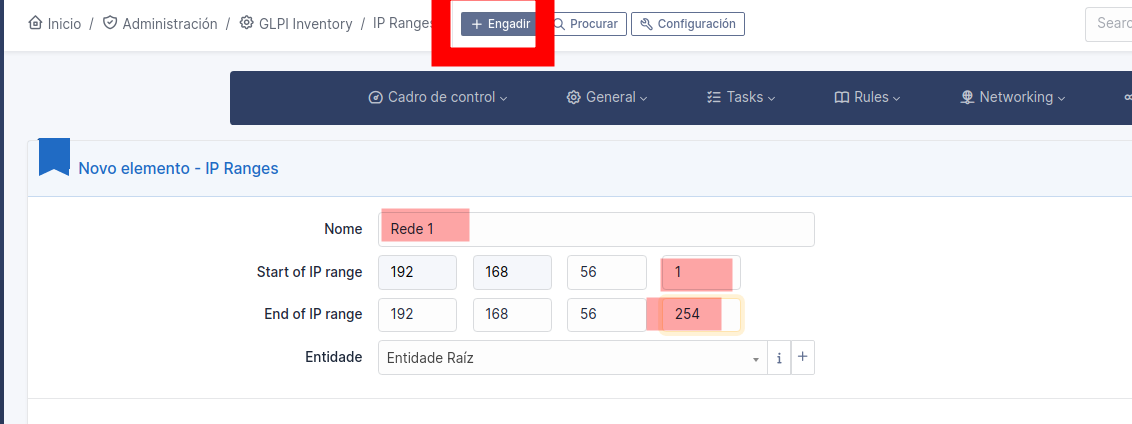 Inicio / Administración / GLPI Inventory / IP Ranges + Engadir Procurar Configuración Searc
Cadro de control General Tasks Rules Networking
Novo elemento - IP Ranges
Nome Rede 1
Start of IP range 192 168 56 1
End of IP range 192 168 56 254
Entidade Entidade Raíz i +